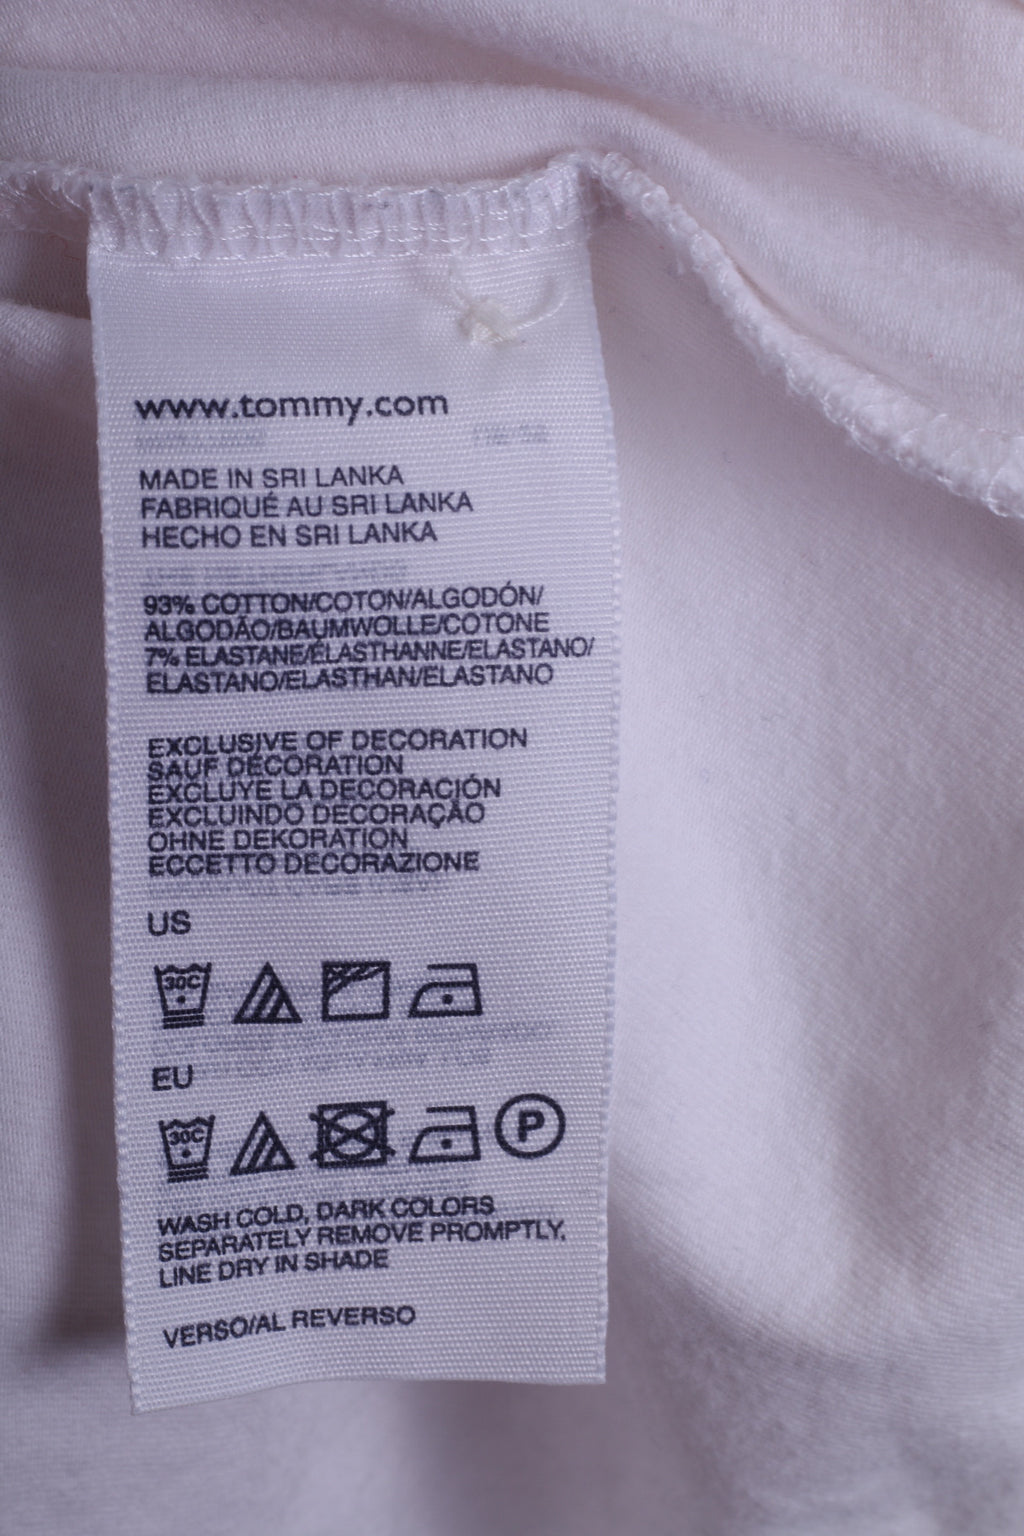 www.tommy.com
MADE IN SRI LANKA
FABRIQUÉ AU SRI LANKA
HECHO EN SRI LANKA
93% COTTON/COTON/ALGODÓN/
ALGODÃO/BAUMWOLLE/COTONE
7% ELASTANE/ÉLASTHANNE/ELASTANO/
ELASTANO/ELASTHAN/ELASTANO
EXCLUSIVE OF DECORATION
SAUF DÉCORATION
EXCLUYE LA DECORACIÓN
EXCLUINDO DECORAÇÃO
OHNE DEKORATION
ECCETTO DECORAZIONE
US
30C
EU
30C P
WASH COLD, DARK COLORS
SEPARATELY REMOVE PROMPTLY,
LINE DRY IN SHADE
VERSO/AL REVERSO